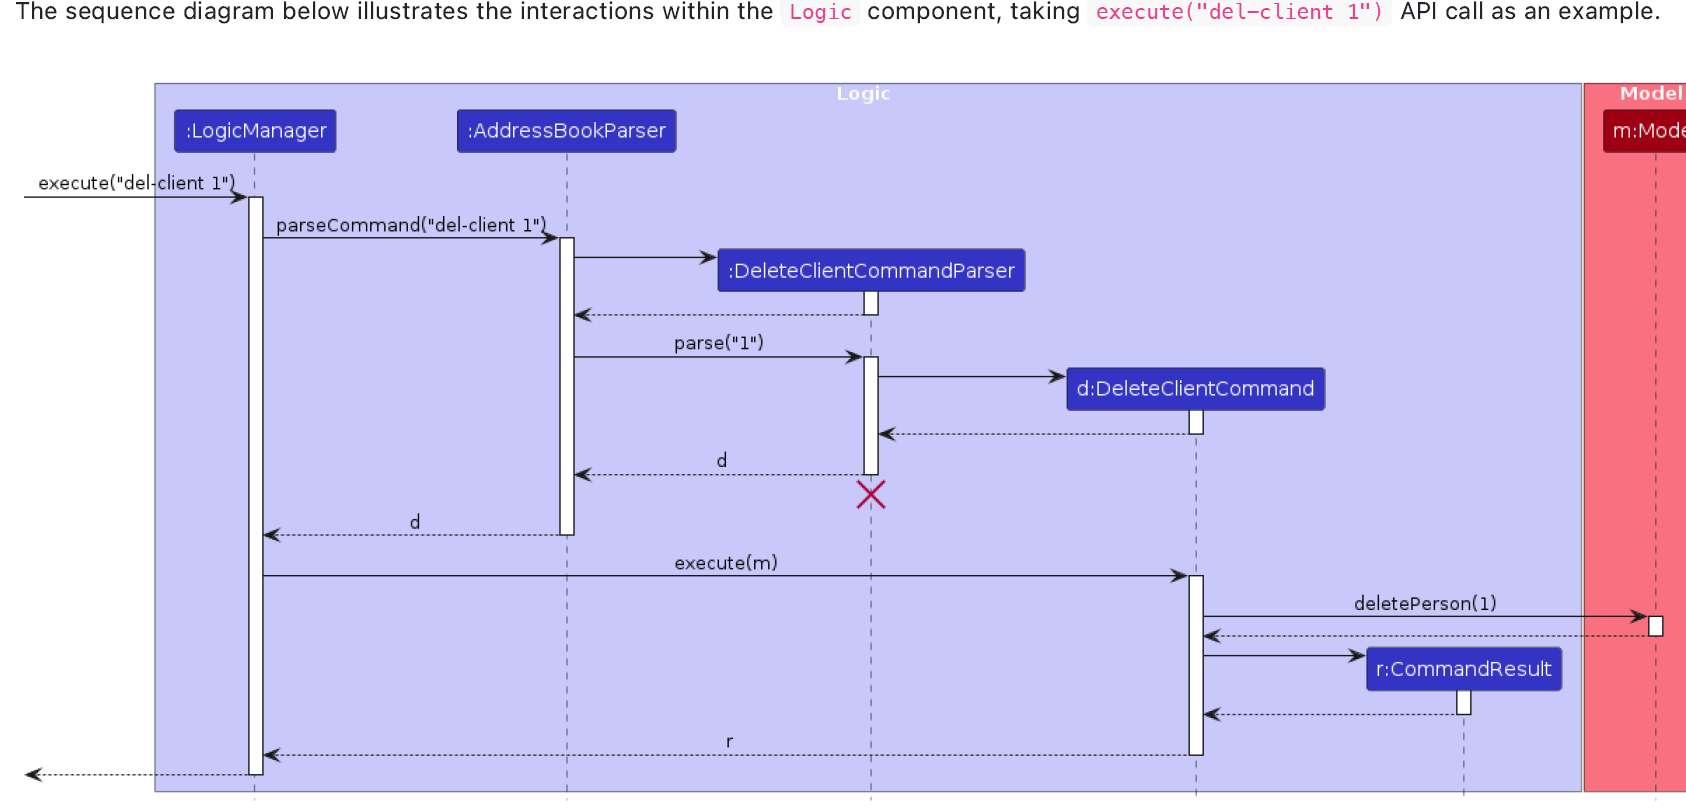 The sequence diagram below illustrates the interactions within the Logic component, taking execute("del-client 1") API call as an example.
Logic
Model
:LogicManager
:AddressBookParser
m:Mode
execute("del-client 1")
parseCommand("del-client 1")
:DeleteClientCommandParser
parse("1")
d:DeleteClientCommand
d
d
execute(m)
deletePerson(1)
r:CommandResult
r